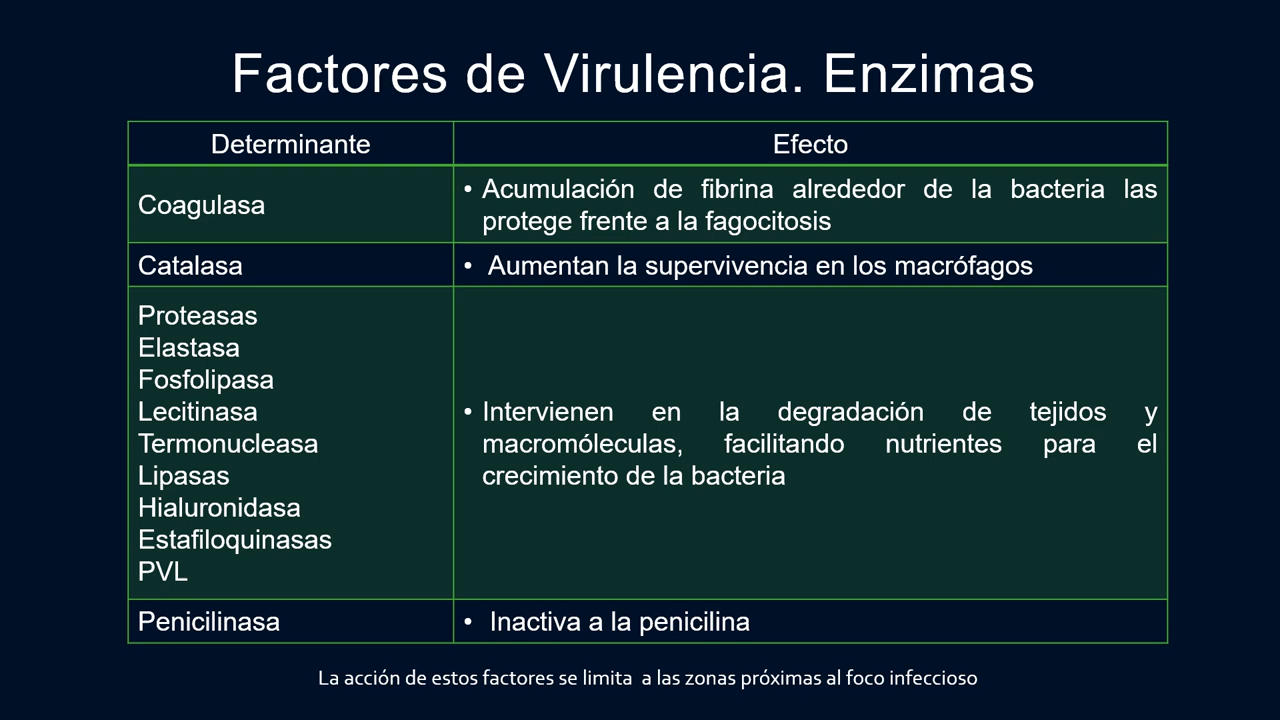 Factores de Virulencia. Enzimas
Determinante
Efecto
Coagulasa
• Acumulación de fibrina alrededor de la bacteria las
protege frente a la fagocitosis
Catalasa
• Aumentan la supervivencia en los macrófagos
Proteasas
Elastasa
Fosfolipasa
Lecitinasa
Termonucleasa
Lipasas
Hialuronidasa
Estafiloquinasas
PVL
• Intervienen en la degradación de tejidos y
macromóleculas, facilitando nutrientes para el
crecimiento de la bacteria
Penicilinasa
• Inactiva a la penicilina
La acción de estos factores se limita a las zonas próximas al foco infeccioso